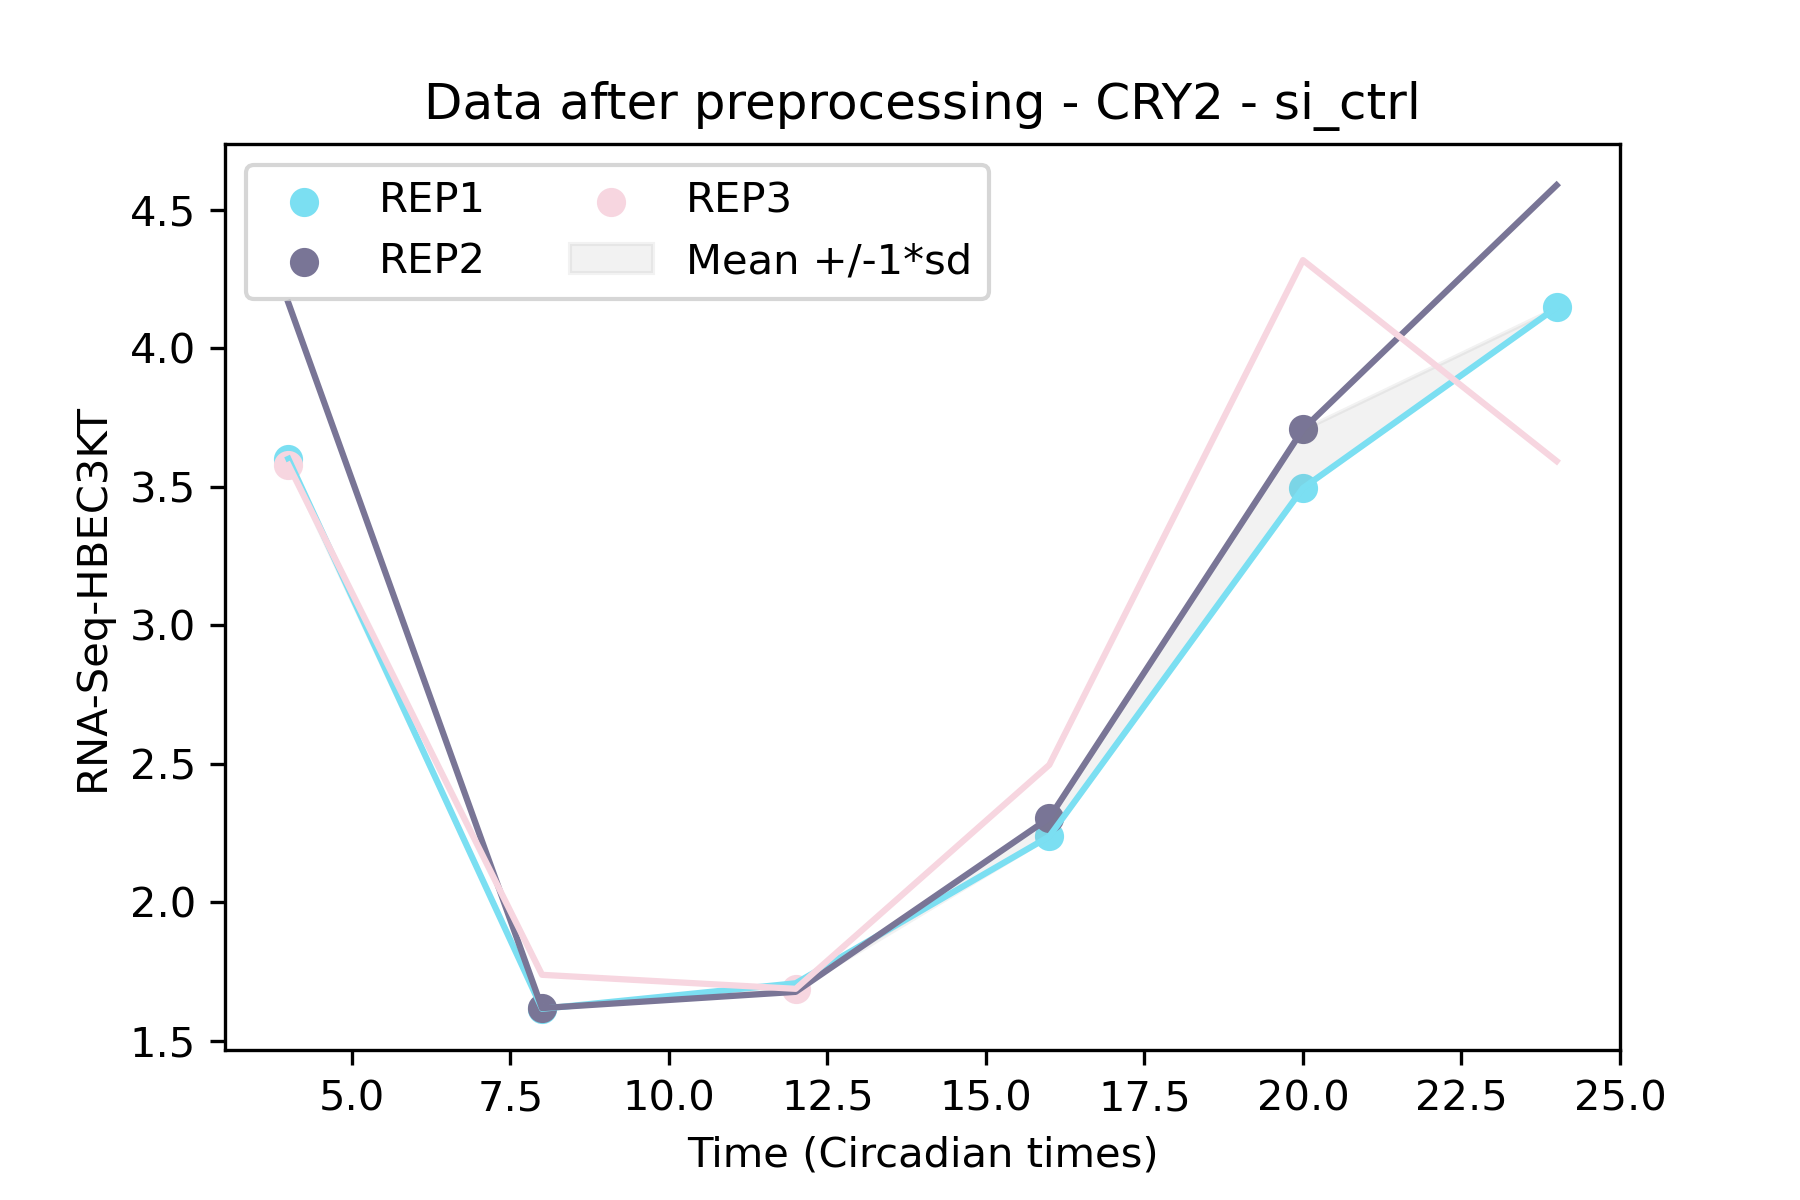 Data after preprocessing - CRY2 - si_ctrl
REP1
REP2
REP3
Mean +/-1*sd
RNA-Seq-HBEC3KT
4.5
4.0
3.5
3.0
2.5
2.0
1.5
5.0 7.5 10.0 12.5 15.0 17.5 20.0 22.5 25.0
Time (Circadian times)